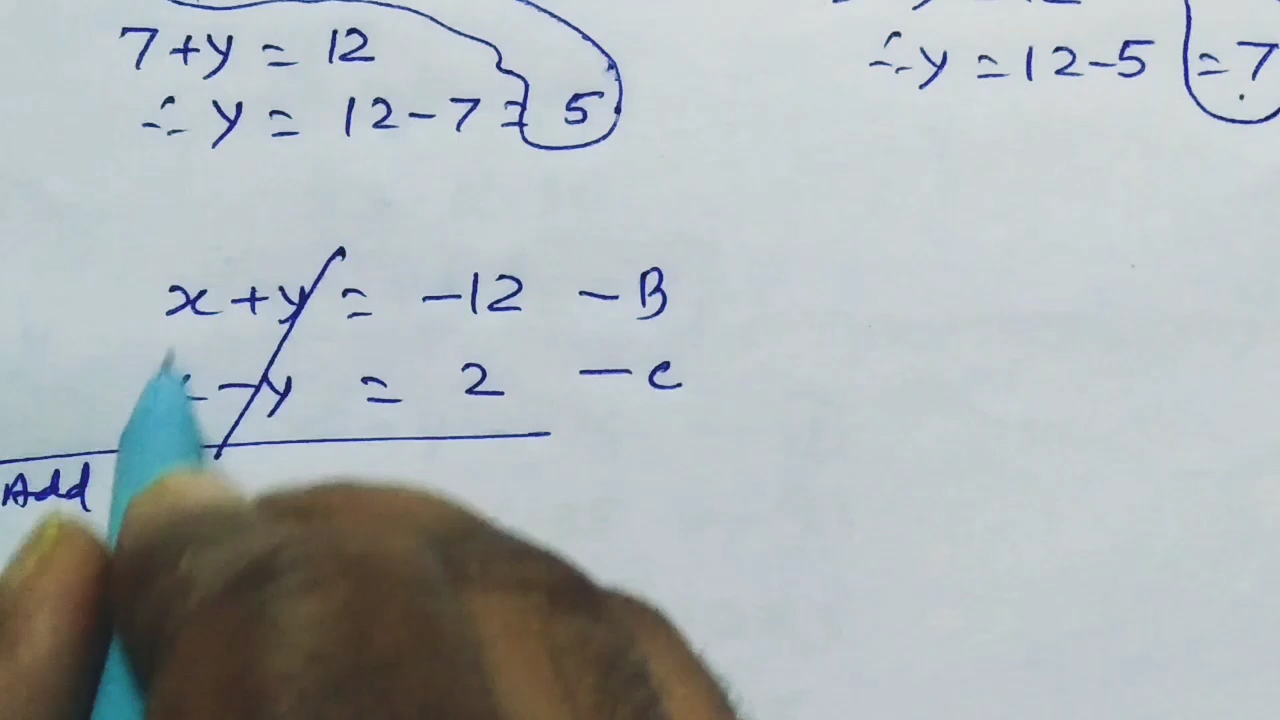 7+y = 12
∴ y = 12-7 = 5
∴ y = 12-5 = 7
x+y = -12 - B
-y = 2 - C
Add